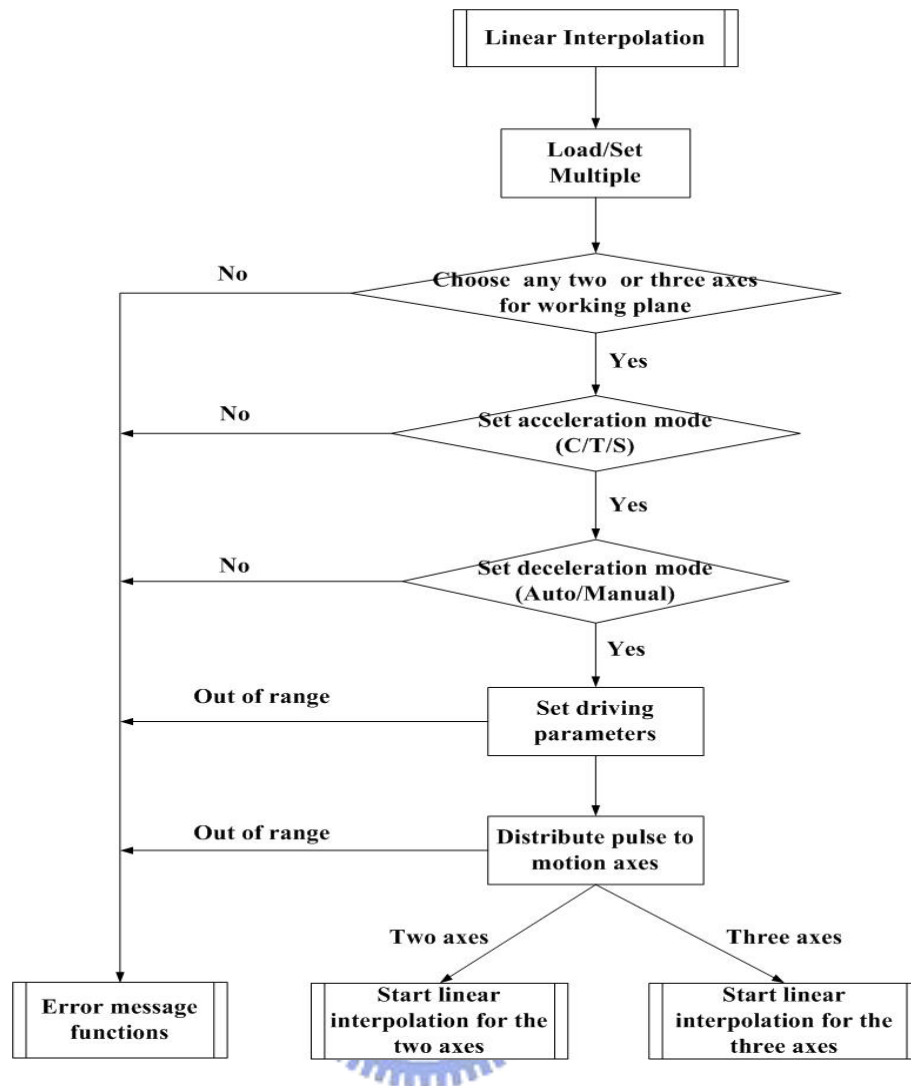 Linear Interpolation
Load/Set
Multiple
No
Choose any two or three axes
for working plane
Yes
No
Set acceleration mode
(C/T/S)
Yes
No
Set deceleration mode
(Auto/Manual)
Yes
Out of range
Set driving
parameters
Out of range
Distribute pulse to
motion axes
Two axes
Three axes
Error message
functions
Start linear
interpolation for the
two axes
Start linear
interpolation for the
three axes